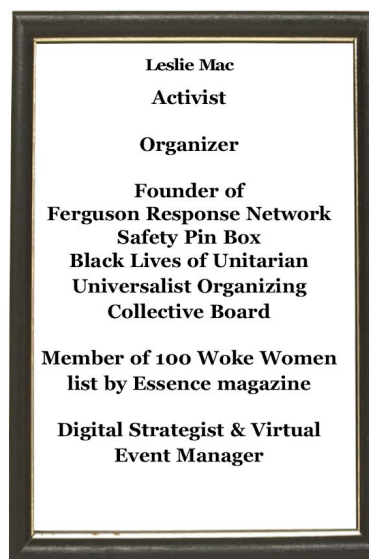 Leslie Mac
Activist
Organizer
Founder of
Ferguson Response Network
Safety Pin Box
Black Lives of Unitarian
Universalist Organizing
Collective Board
Member of 100 Woke Women
list by Essence magazine
Digital Strategist & Virtual
Event Manager